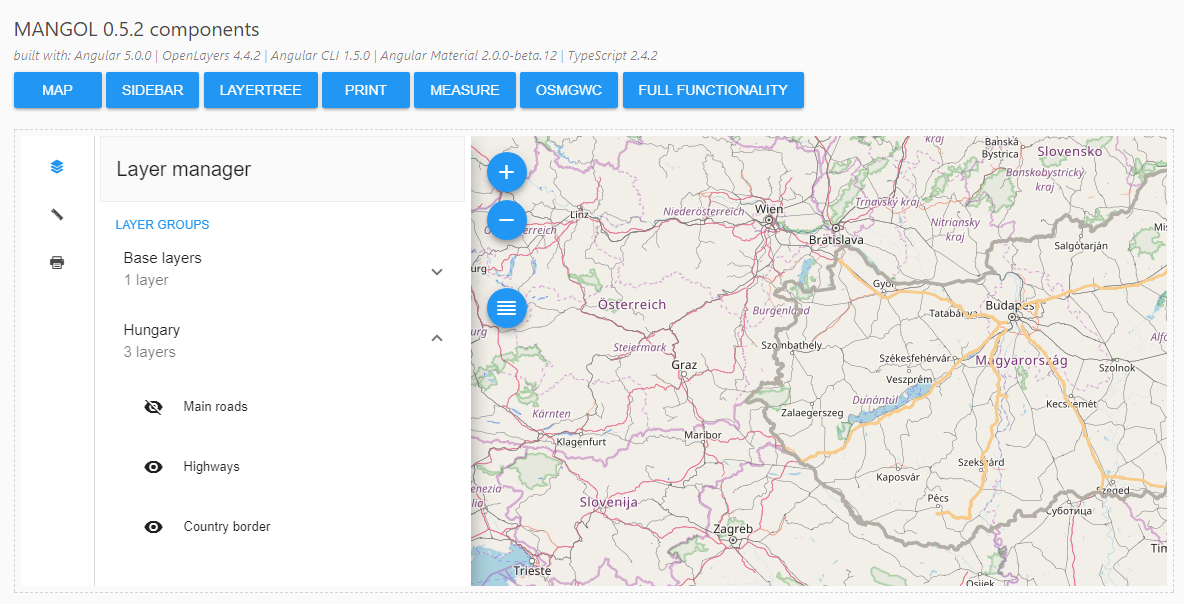 MANGOL 0.5.2 components
built with: Angular 5.0.0 | OpenLayers 4.4.2 | Angular CLI 1.5.0 | Angular Material 2.0.0-beta.12 | TypeScript 2.4.2
MAP SIDEBAR LAYERTREE PRINT MEASURE OSMGWC FULL FUNCTIONALITY
Layer manager
LAYER GROUPS
Base layers
1 layer
Hungary
3 layers
Main roads
Highways
Country border
kraj
Banská
Bystrica
Slovensko
Banskobystrický
kraj
Trnavský kraj
Niederösterreich
Wien
Linz
Nitriansky
kraj
Bratislava
Salgótarján
Győr
Österreich
Burgenland
Tatabánya
Budapest
Steiermark
Szombathely
Székesfehérvár
Magyarország
Graz
Veszprém
Szolnok
Dunántúl
Kecskemét
Kärnten
Zalaegerszeg
Klagenfurt
Maribor
Szekszárd
Kaposvár
Szeged
Slovenija
Pécs
Суботица
Zagreb
Trieste
Osijek